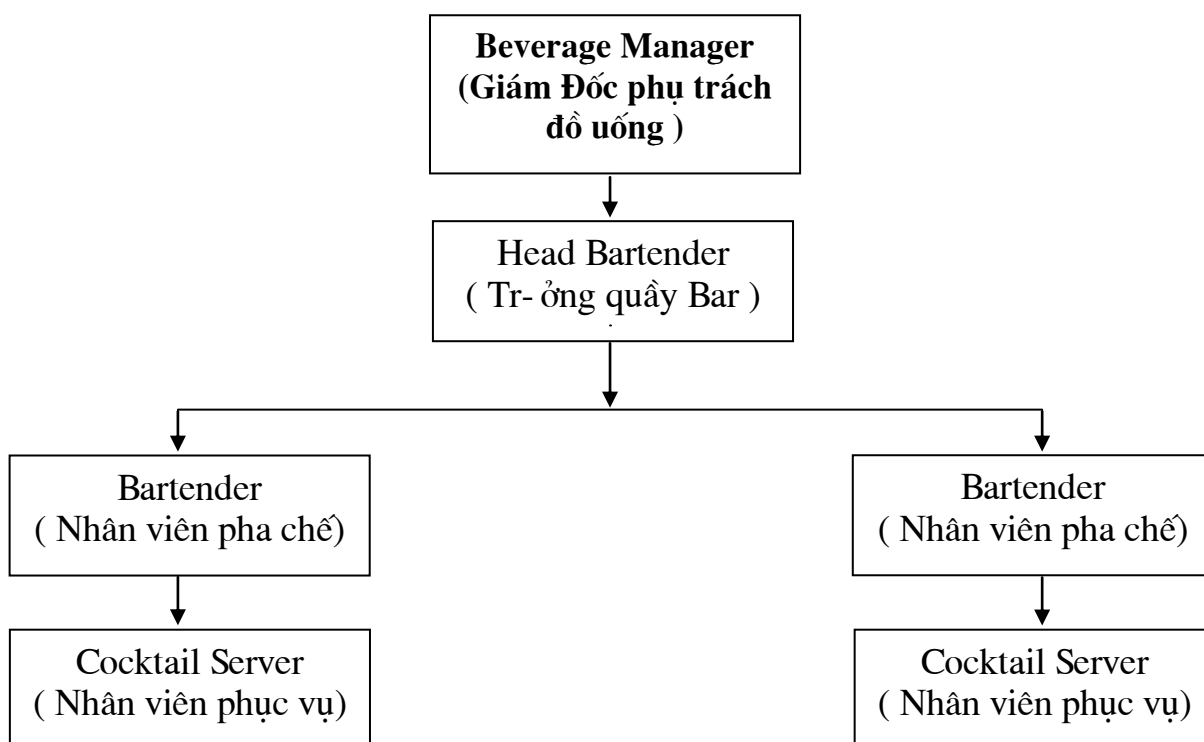 Beverage Manager
(Giám Đốc phụ trách
đồ uống )
Head Bartender
( Tr- ởng quầy Bar )
.
Bartender
( Nhân viên pha chế)
Bartender
( Nhân viên pha chế)
Cocktail Server
( Nhân viên phục vụ)
Cocktail Server
( Nhân viên phục vụ)